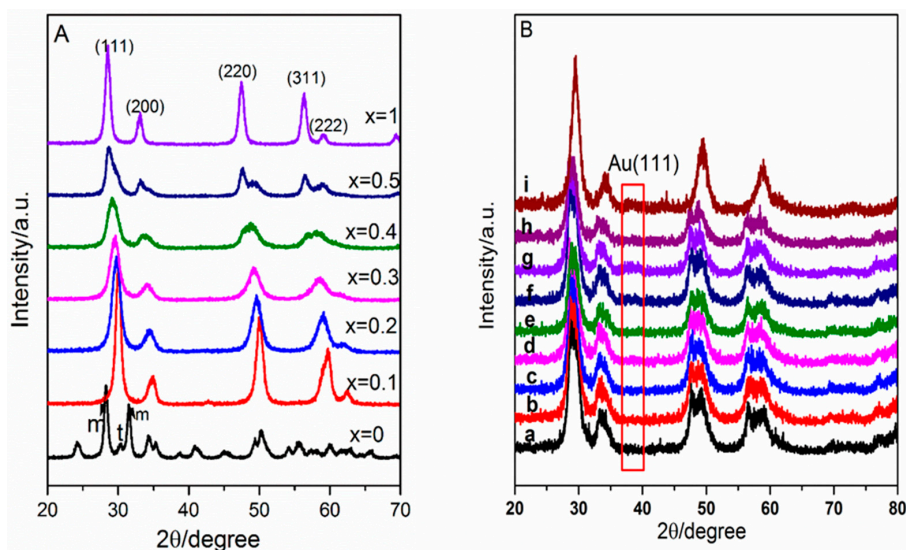 A
(111)
(200)
(220)
(311)
(222)
x=1
x=0.5
x=0.4
x=0.3
x=0.2
x=0.1
x=0
m
t
m
Intensity/a.u.
20 30 40 50 60 70
2θ/degree
B
Au(111)
i
h
g
f
e
d
c
b
a
Intensity/a.u.
20 30 40 50 60 70 80
2θ/degree